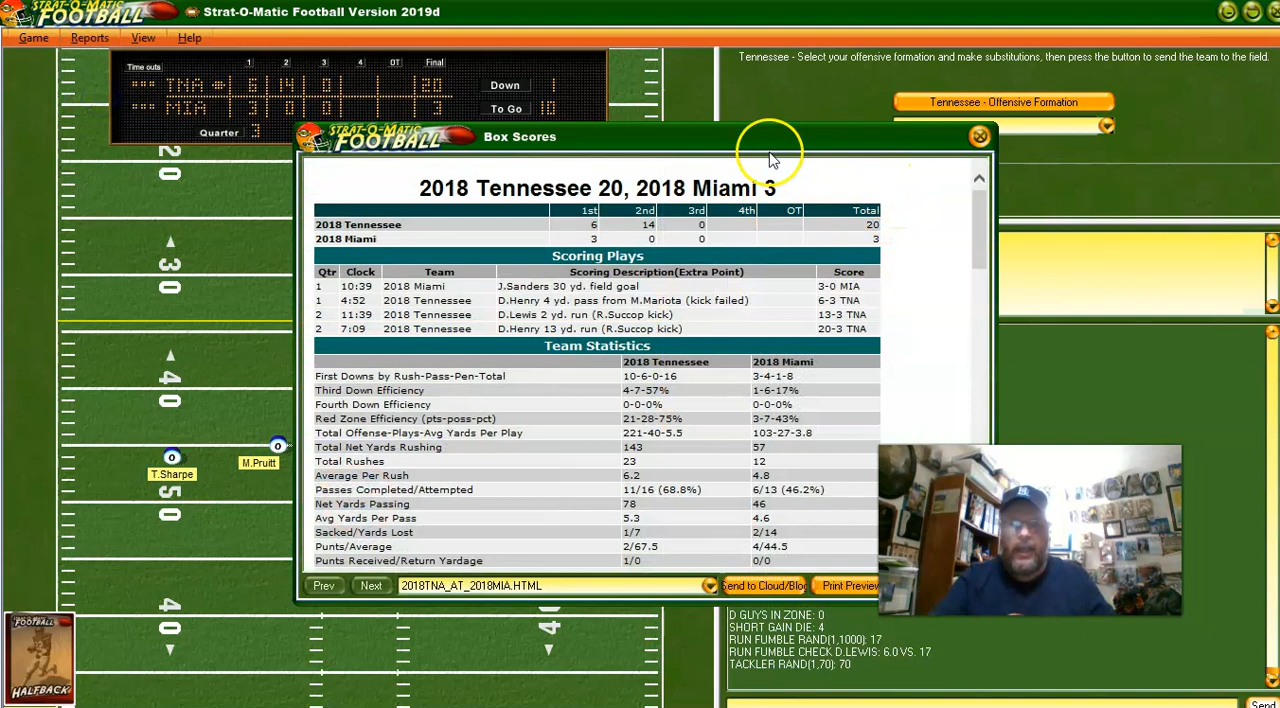 STRAT-O-MATIC FOOTBALL Strat-O-Matic Football Version 2019d
Game Reports View Help
Time outs 1 2 3 4 OT Final
*** TNA 6 14 0 20
*** MIA 3 0 0 3
Quarter 3
Down 1
To Go 10
Tennessee - Select your offensive formation and make substitutions, then press the button to send the team to the field.
Tennessee - Offensive Formation
STRAT-O-MATIC FOOTBALL Box Scores
2018 Tennessee 20, 2018 Miami 3
1st 2nd 3rd 4th OT Total
2018 Tennessee 6 14 0 20
2018 Miami 3 0 0 3
Scoring Plays
Qtr Clock Team Scoring Description(Extra Point) Score
1 10:39 2018 Miami J.Sanders 30 yd. field goal 3-0 MIA
1 4:52 2018 Tennessee D.Henry 4 yd. pass from M.Mariota (kick failed) 6-3 TNA
2 11:39 2018 Tennessee D.Lewis 2 yd. run (R.Succop kick) 13-3 TNA
2 7:09 2018 Tennessee D.Henry 13 yd. run (R.Succop kick) 20-3 TNA
Team Statistics
2018 Tennessee 2018 Miami
First Downs by Rush-Pass-Pen-Total 10-6-0-16 3-4-1-8
Third Down Efficiency 4-7-57% 1-6-17%
Fourth Down Efficiency 0-0-0% 0-0-0%
Red Zone Efficiency (pts-poss-pct) 21-28-75% 3-7-43%
Total Offense-Plays-Avg Yards Per Play 221-40-5.5 103-27-3.8
Total Net Yards Rushing 143 57
Total Rushes 23 12
Average Per Rush 6.2 4.8
Passes Completed/Attempted 11/16 (68.8%) 6/13 (46.2%)
Net Yards Passing 78 46
Avg Yards Per Pass 5.3 4.6
Sacked/Yards Lost 1/7 2/14
Punts/Average 2/67.5 4/44.5
Punts Received/Return Yardage 1/0 0/0
Prev Next 2018TNA_AT_2018MIA.HTML Send to Cloud/Blog Print Preview
20
30
40
50
40
40
O
T.Sharpe
O
M.Pruitt
FOOTBALL
HALFBACK
D GUYS IN ZONE: 0
SHORT GAIN DIE: 4
RUN FUMBLE RAND(1,1000): 17
RUN FUMBLE CHECK D.LEWIS: 6.0 VS. 17
TACKLER RAND(1,70): 70
Send